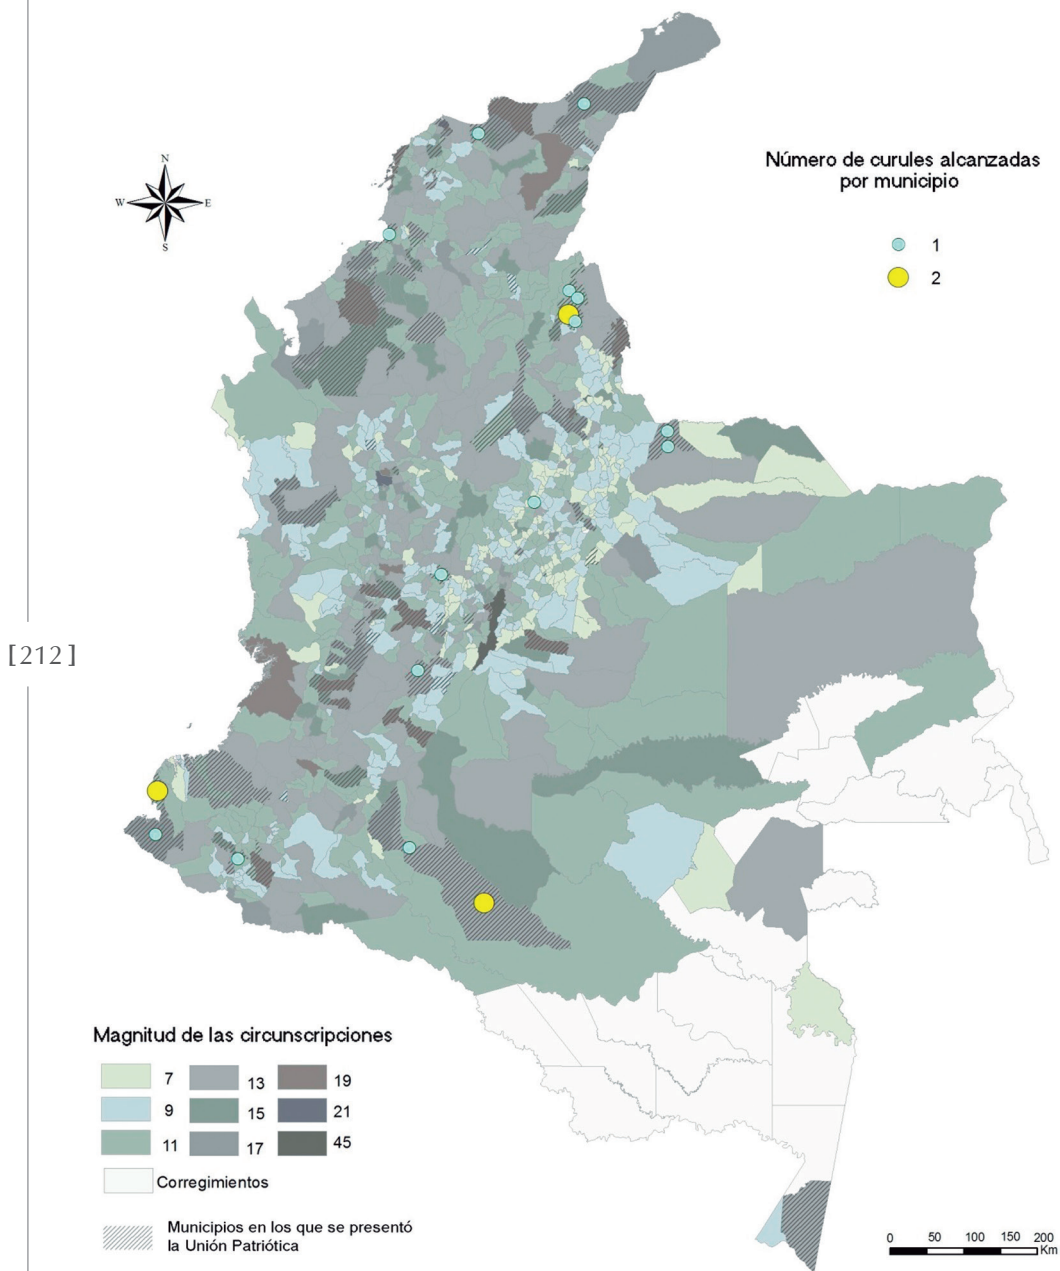 N
W E
S
Número de curules alcanzadas
por municipio
1
2
[212]
Magnitud de las circunscripciones
7 13 19
9 15 21
11 17 45
Corregimientos
Municipios en los que se presentó
la Unión Patriótica
0 50 100 150 200
Km